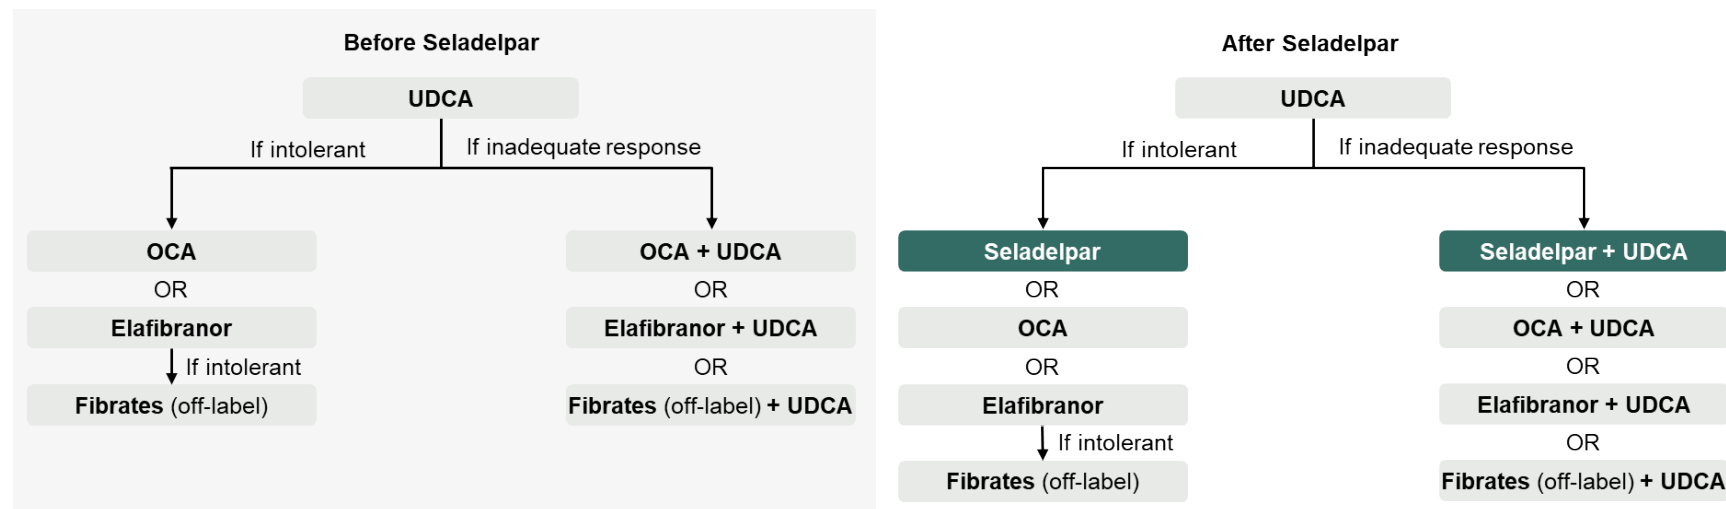 Before Seladelpar
UDCA
If intolerant
If inadequate response
OCA
OR
Elafibranor
If intolerant
Fibrates (off-label)
OCA + UDCA
OR
Elafibranor + UDCA
OR
Fibrates (off-label) + UDCA
After Seladelpar
UDCA
If intolerant
If inadequate response
Seladelpar
OR
OCA
OR
Elafibranor
If intolerant
Fibrates (off-label)
Seladelpar + UDCA
OR
OCA + UDCA
OR
Elafibranor + UDCA
OR
Fibrates (off-label) + UDCA